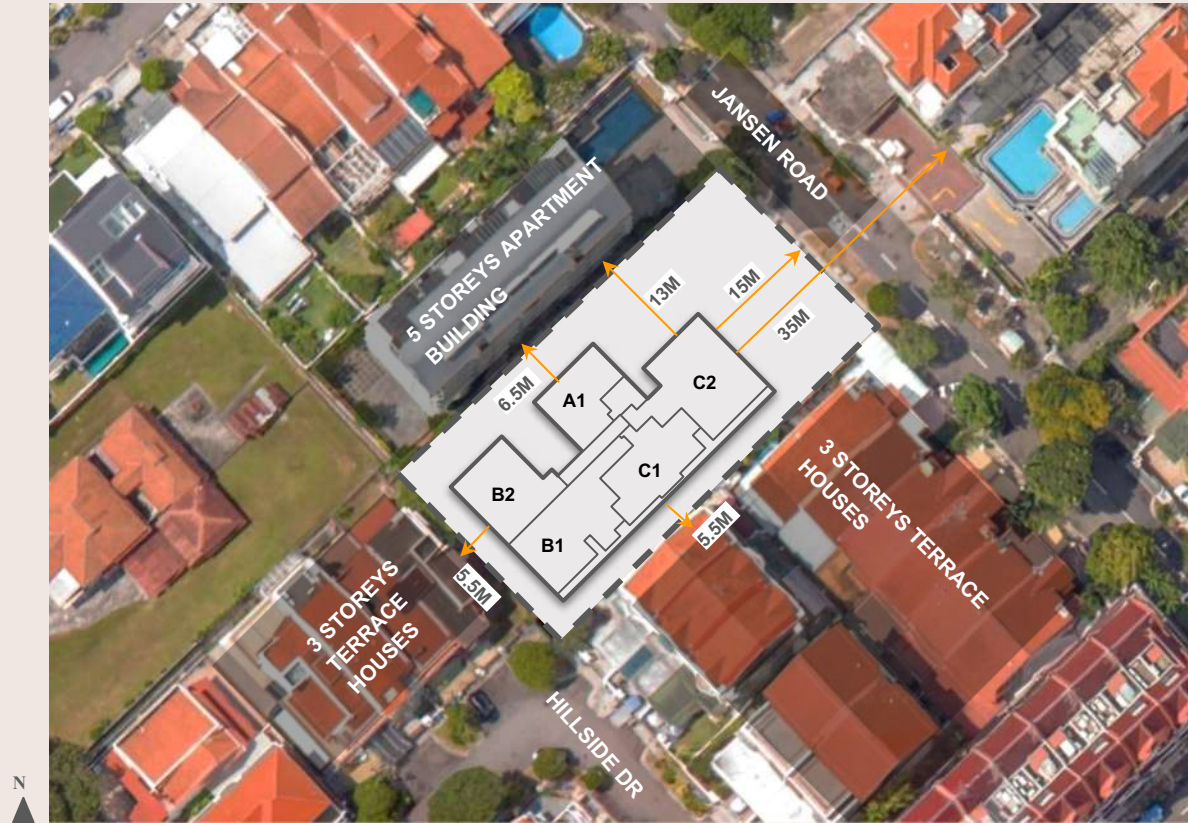 JANSEN ROAD
5 STOREYS APARTMENT
BUILDING
13M
15M
35M
6.5M
A1
C2
B2
C1
B1
5.5M
5.5M
3 STOREYS TERRACE
HOUSES
3 STOREYS
TERRACE
HOUSES
HILLSIDE DR
N